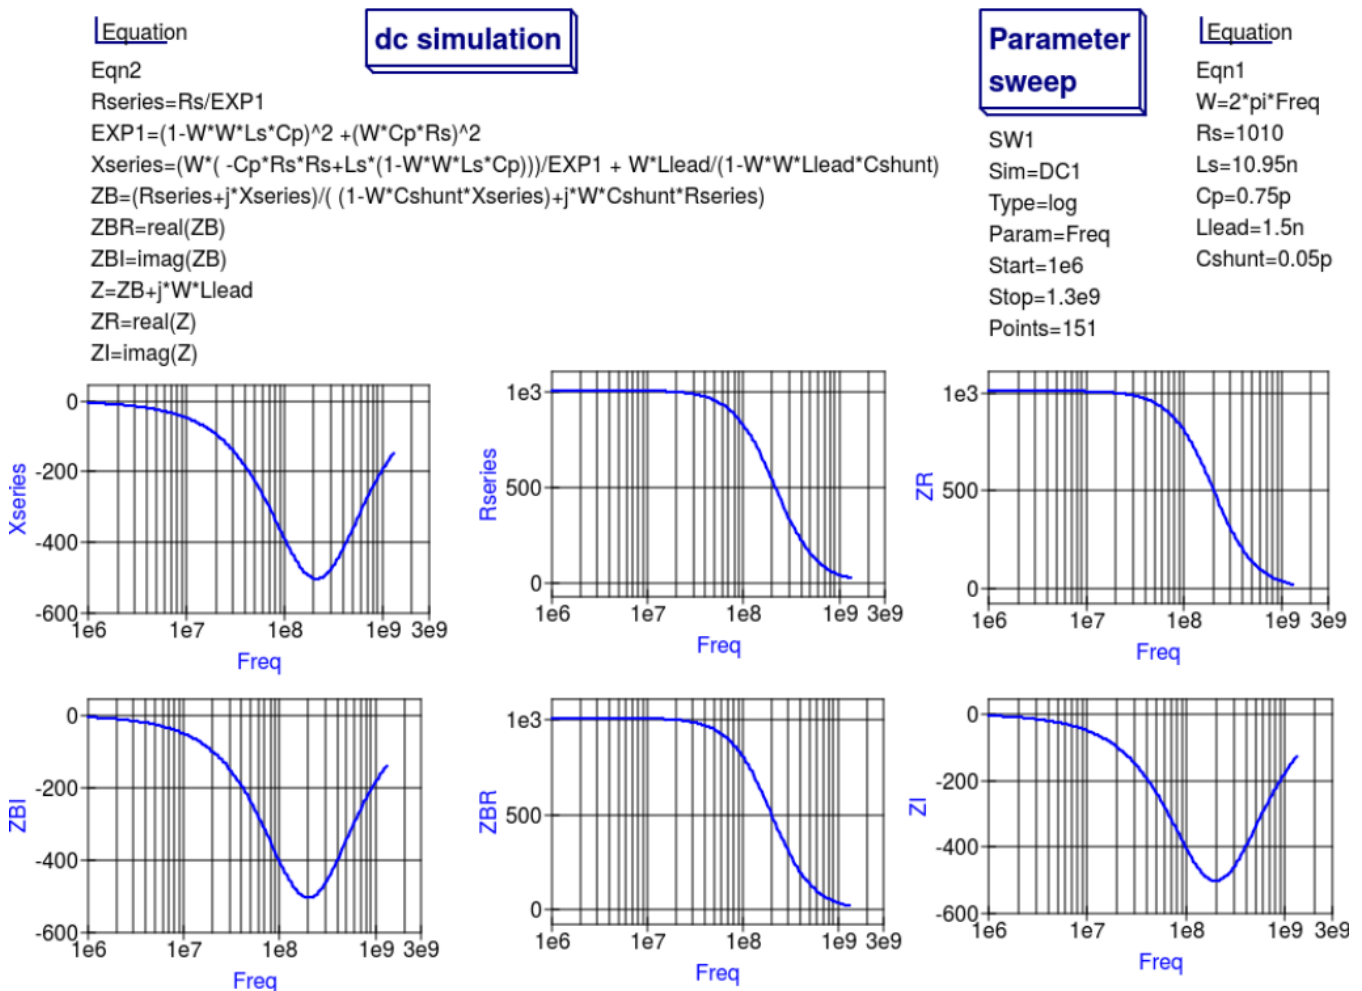 Equation
Eqn2
Rseries=Rs/EXP1
EXP1=(1-W*W*Ls*Cp)^2 +(W*Cp*Rs)^2
Xseries=(W*( -Cp*Rs*Rs+Ls*(1-W*W*Ls*Cp)))/EXP1 + W*Llead/(1-W*W*Llead*Cshunt)
ZB=(Rseries+j*Xseries)/( (1-W*Cshunt*Xseries)+j*W*Cshunt*Rseries)
ZBR=real(ZB)
ZBI=imag(ZB)
Z=ZB+j*W*Llead
ZR=real(Z)
ZI=imag(Z)
dc simulation
Parameter
sweep
SW1
Sim=DC1
Type=log
Param=Freq
Start=1e6
Stop=1.3e9
Points=151
Equation
Eqn1
W=2*pi*Freq
Rs=1010
Ls=10.95n
Cp=0.75p
Llead=1.5n
Cshunt=0.05p
Xseries
0
-200
-400
-600
1e6 1e7 1e8 1e9 3e9
Freq
Rseries
1e3
500
0
1e6 1e7 1e8 1e9 3e9
Freq
ZR
1e3
500
0
1e6 1e7 1e8 1e9 3e9
Freq
ZBI
0
-200
-400
-600
1e6 1e7 1e8 1e9 3e9
Freq
ZBR
1e3
500
0
1e6 1e7 1e8 1e9 3e9
Freq
ZI
0
-200
-400
-600
1e6 1e7 1e8 1e9 3e9
Freq